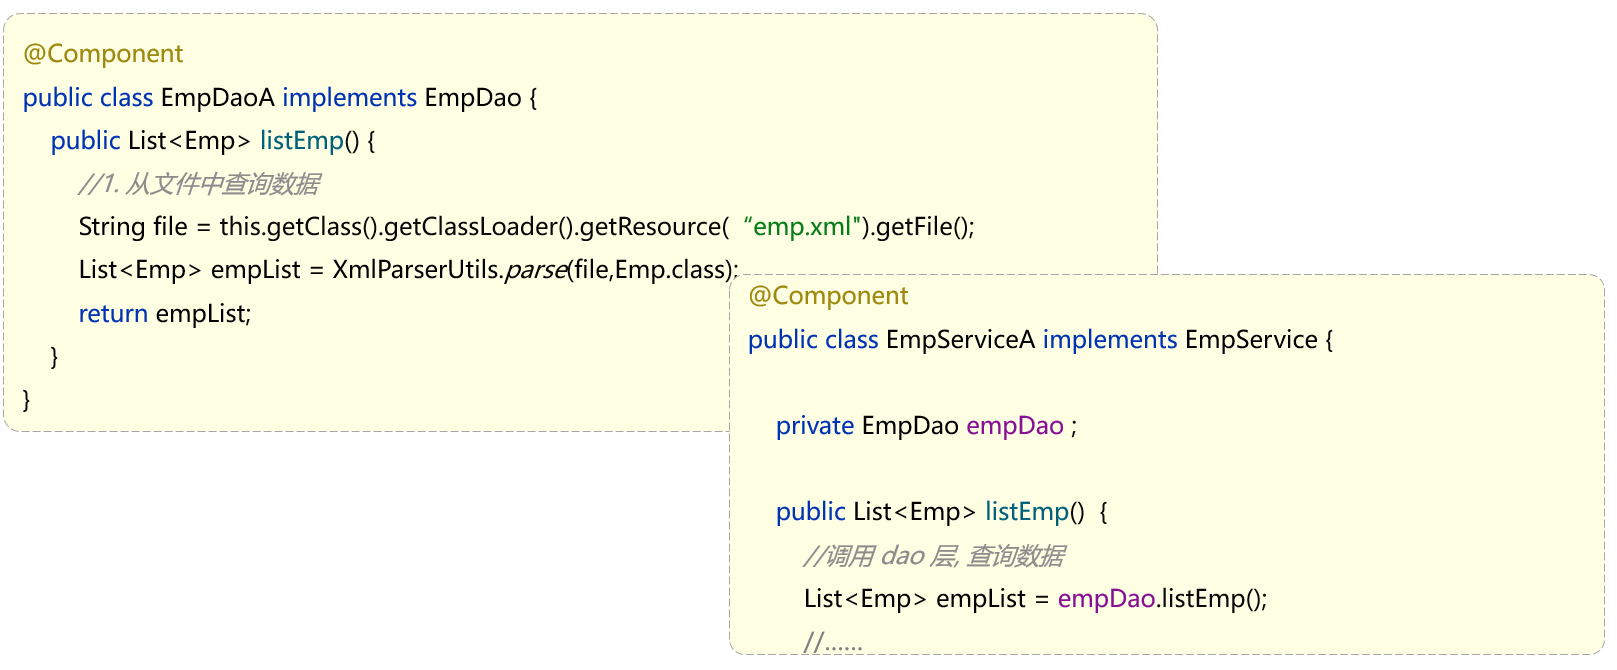 @Component
public class EmpDaoA implements EmpDao {
public List<Emp> listEmp() {
//1. 从文件中查询数据
String file = this.getClass().getClassLoader().getResource( “emp.xml").getFile();
List<Emp> empList = XmlParserUtils.parse(file,Emp.class);
return empList;
}
}
@Component
public class EmpServiceA implements EmpService {
private EmpDao empDao ;
public List<Emp> listEmp() {
//调用 dao 层, 查询数据
List<Emp> empList = empDao.listEmp();
//......